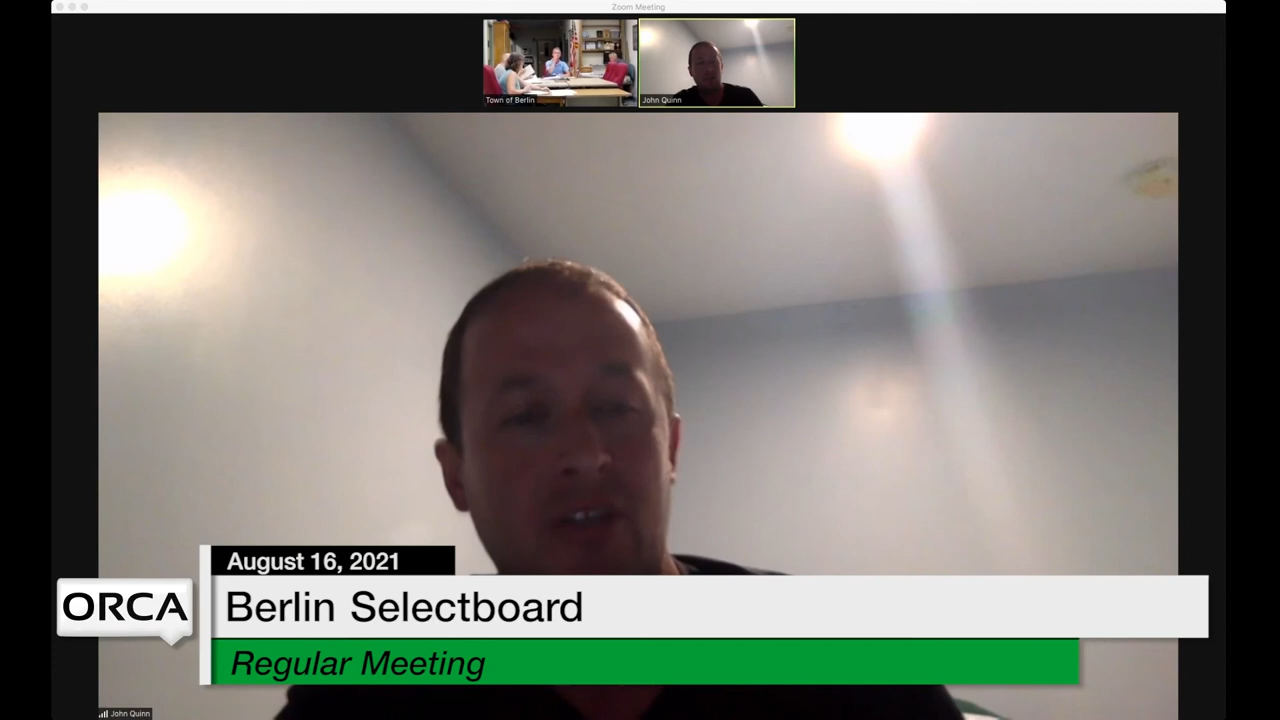 Zoom Meeting
Town of Berlin
John Quinn
August 16, 2021
ORCA
Berlin Selectboard
Regular Meeting
John Quinn